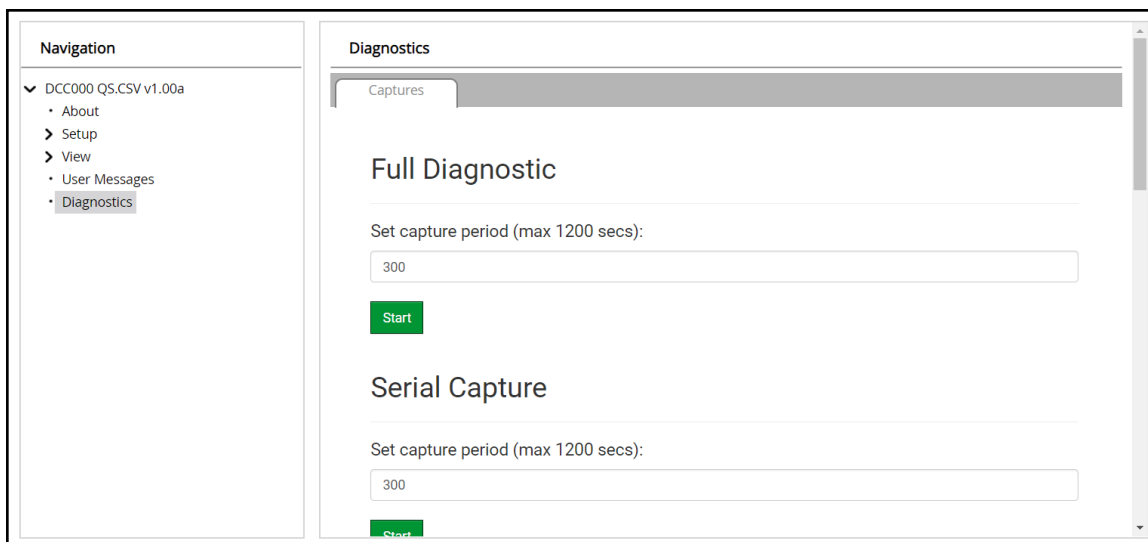 Navigation
DCC000 QS.CSV v1.00a
About
Setup
View
User Messages
Diagnostics
Diagnostics
Captures
Full Diagnostic
Set capture period (max 1200 secs):
300
Start
Serial Capture
Set capture period (max 1200 secs):
300
Start